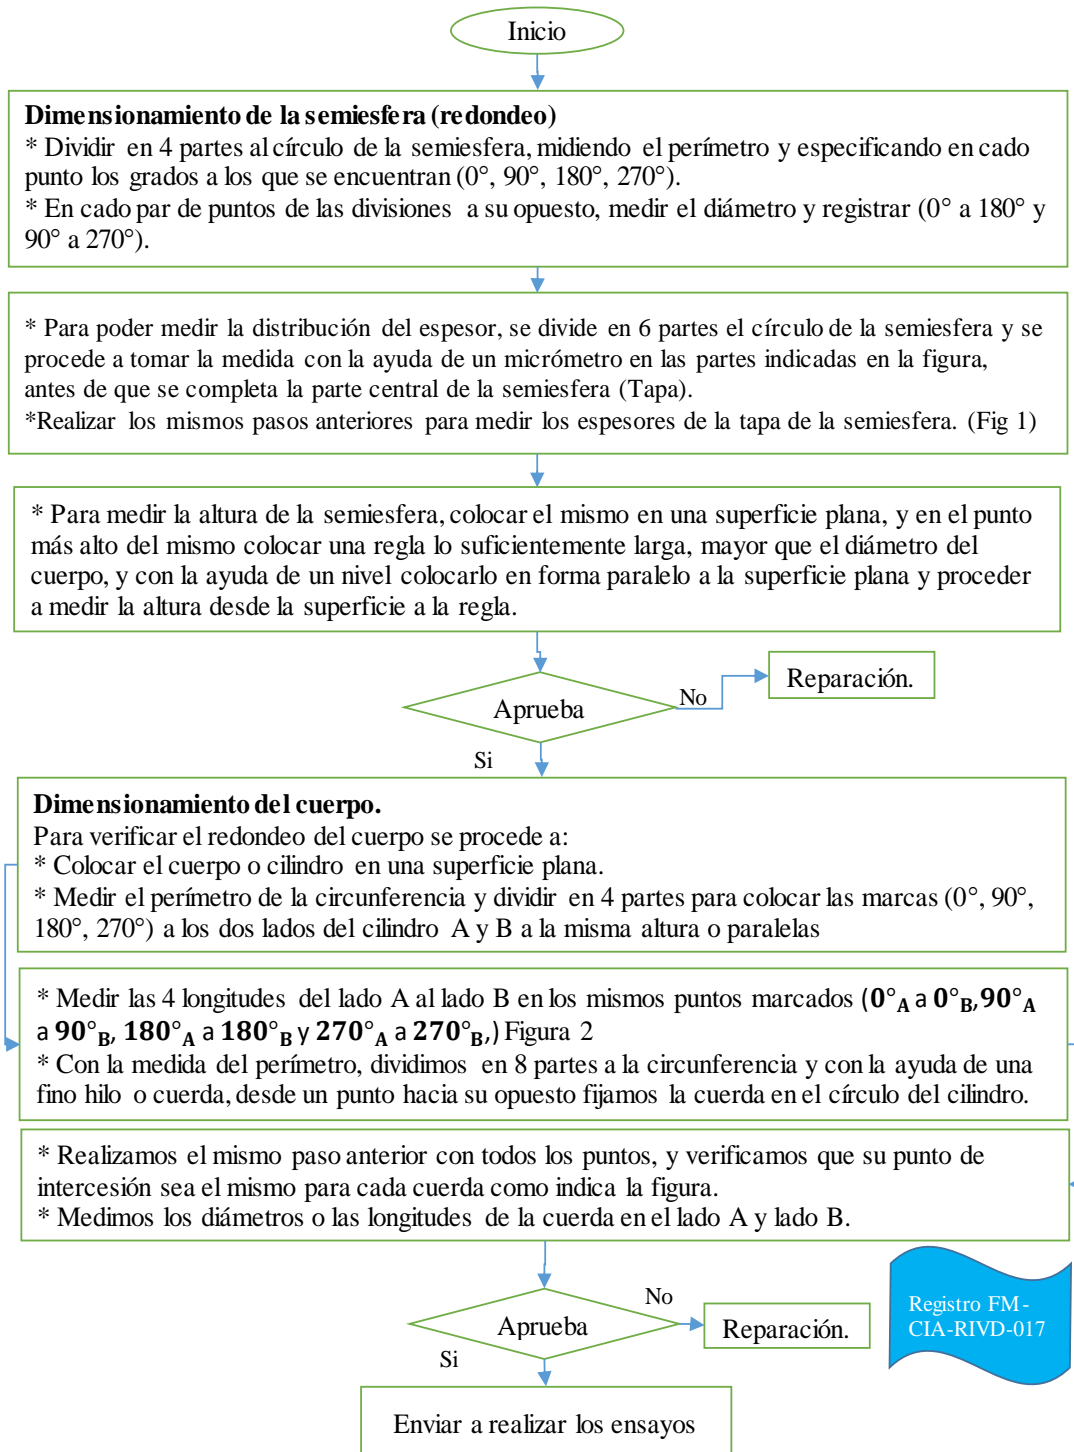 Inicio
Dimensionamiento de la semiesfera (redondeo)
* Dividir en 4 partes al círculo de la semiesfera, midiendo el perímetro y especificando en cado
punto los grados a los que se encuentran (0°, 90°, 180°, 270°).
* En cado par de puntos de las divisiones a su opuesto, medir el diámetro y registrar (0° a 180° y
90° a 270°).
* Para poder medir la distribución del espesor, se divide en 6 partes el círculo de la semiesfera y se
procede a tomar la medida con la ayuda de un micrómetro en las partes indicadas en la figura,
antes de que se completa la parte central de la semiesfera (Tapa).
*Realizar los mismos pasos anteriores para medir los espesores de la tapa de la semiesfera. (Fig 1)
* Para medir la altura de la semiesfera, colocar el mismo en una superficie plana, y en el punto
más alto del mismo colocar una regla lo suficientemente larga, mayor que el diámetro del
cuerpo, y con la ayuda de un nivel colocarlo en forma paralelo a la superficie plana y proceder
a medir la altura desde la superficie a la regla.
Aprueba
No
Reparación.
Si
Dimensionamiento del cuerpo.
Para verificar el redondeo del cuerpo se procede a:
* Colocar el cuerpo o cilindro en una superficie plana.
* Medir el perímetro de la circunferencia y dividir en 4 partes para colocar las marcas (0°, 90°,
180°, 270°) a los dos lados del cilindro A y B a la misma altura o paralelas
* Medir las 4 longitudes del lado A al lado B en los mismos puntos marcados (0°A a 0°B,90°A
a 90°B, 180°A a 180°B y 270°A a 270°B,) Figura 2
* Con la medida del perímetro, dividimos en 8 partes a la circunferencia y con la ayuda de una
fino hilo o cuerda, desde un punto hacia su opuesto fijamos la cuerda en el círculo del cilindro.
* Realizamos el mismo paso anterior con todos los puntos, y verificamos que su punto de
intercesión sea el mismo para cada cuerda como indica la figura.
* Medimos los diámetros o las longitudes de la cuerda en el lado A y lado B.
Aprueba
No
Reparación.
Registro FM-
CIA-RIVD-017
Si
Enviar a realizar los ensayos